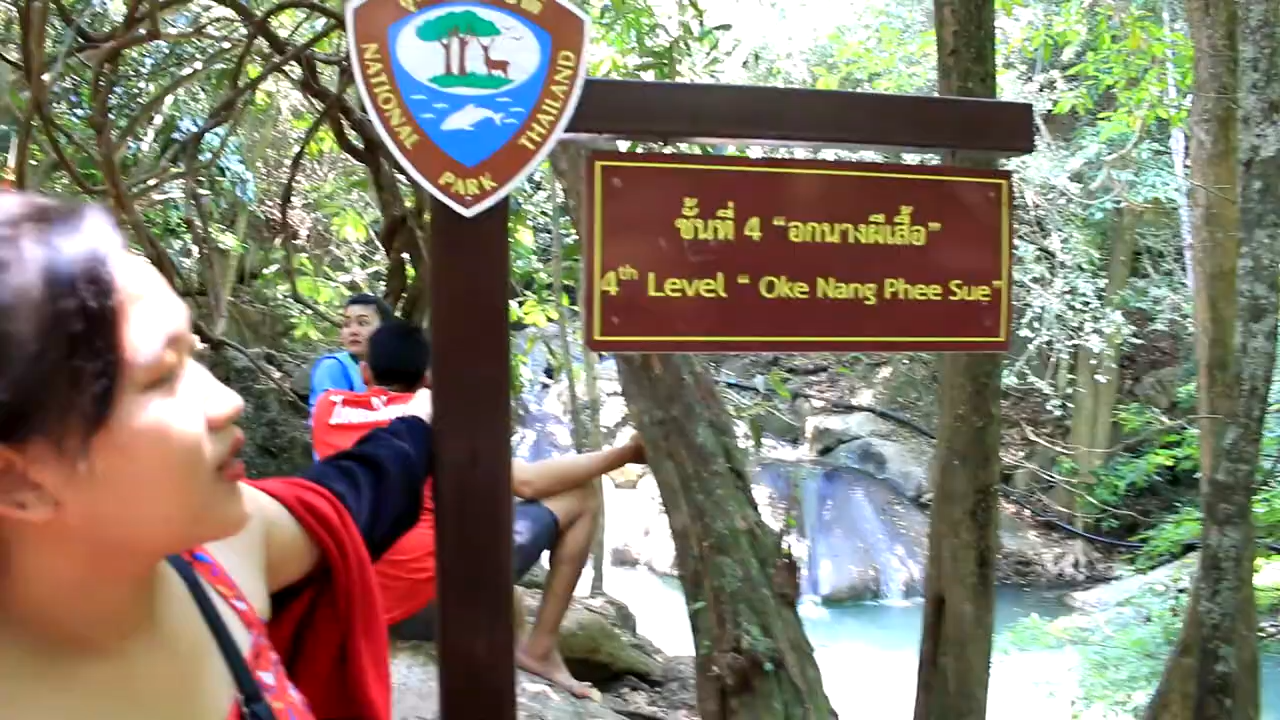 NATIONAL PARK THAILAND
ชั้นที่ 4 “อกนางผีเสื้อ”
4th Level “ Oke Nang Phee Sue”